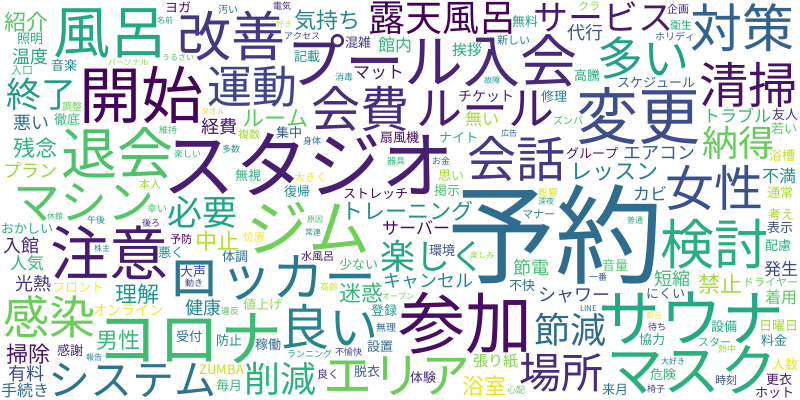 紹介
風呂
改善
ヨガ
汚い
電気
好き
名前
アクセス
うるさい
気持ち
露天風呂
無料
サービス
クラ
企画
衛生
ホリデイ
対策
照明
温度
音楽
入口
パーソナル
記載
館内
混雑
挨拶
代行
新しい
マット
消毒
故障
高騰
スケジュール
終了
開始
運動
プール
入会
多い
清掃
調整
タオル
ルーム
会費
ルール
チケット
修理
変更
悪い
徹底
経費
複数
集中
扇風機
ナイト
無い
ズンバ
トラブル
友人
若い
残念
退会
維持
多数
身体
広告
納得
浴槽
プラン
楽しい
スタジオ
器具
お金
会話
グループ
エアコン
不満
通常
マシン
本人
大きく
無視
思い
レッスン
カビ
考え
表示
幸い
復帰
ストレッチ
掲示
影響
深夜
女性
おかしい
休館
午後
後ろ
必要
ジム
トレーニング
マナー
予約
普通
配慮
入館
株主
予防
位置
原因
常連
サーバー
環境
音量
検討
発生
人気
注意
悪く
中止
体調
水風呂
少ない
楽しく
節電
楽しみ
短縮
禁止
ドライヤー
光熱
フロント
大声
動き
ロッカー
高齢
オープン
迷惑
キャンセル
不快
一番
シャワー
にくい
着用
感染
オンライン
理解
健康
違反
値上げ
登録
参加
LINE
都合
サウナ
設備
日曜日
掃除
感謝
男性
コロナ
受付
防止
稼働
良い
無理
設置
節減
待ち
協力
スター
料金
報告
ランニング
不愉快
張り紙
熱中
有料
システム
ZUMBA
削減
エリア
浴室
場所
大好き
マスク
人数
手続き
毎月
良く
脱衣
体験
心配
椅子
来月
危険
時刻
更衣
ホット